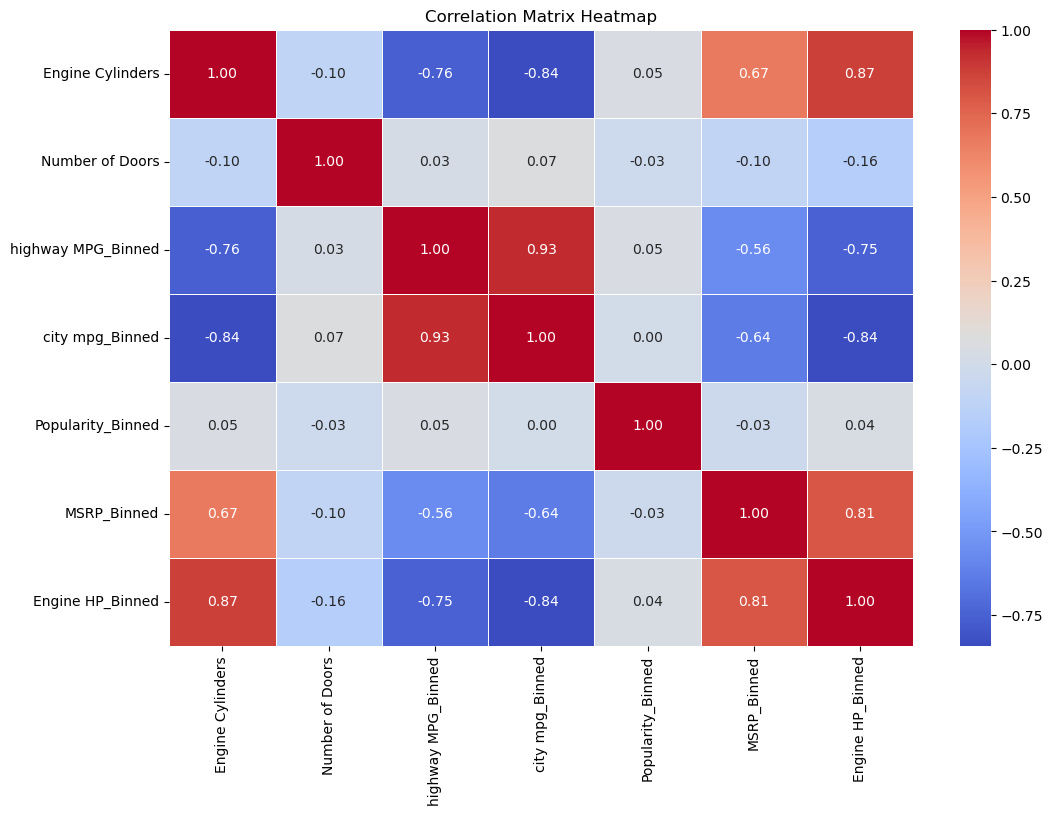 Correlation Matrix Heatmap
Engine Cylinders 1.00 -0.10 -0.76 -0.84 0.05 0.67 0.87
Number of Doors -0.10 1.00 0.03 0.07 -0.03 -0.10 -0.16
highway MPG_Binned -0.76 0.03 1.00 0.93 0.05 -0.56 -0.75
city mpg_Binned -0.84 0.07 0.93 1.00 0.00 -0.64 -0.84
Popularity_Binned 0.05 -0.03 0.05 0.00 1.00 -0.03 0.04
MSRP_Binned 0.67 -0.10 -0.56 -0.64 -0.03 1.00 0.81
Engine HP_Binned 0.87 -0.16 -0.75 -0.84 0.04 0.81 1.00
Engine Cylinders
Number of Doors
highway MPG_Binned
city mpg_Binned
Popularity_Binned
MSRP_Binned
Engine HP_Binned
1.00
0.75
0.50
0.25
0.00
−0.25
−0.50
−0.75